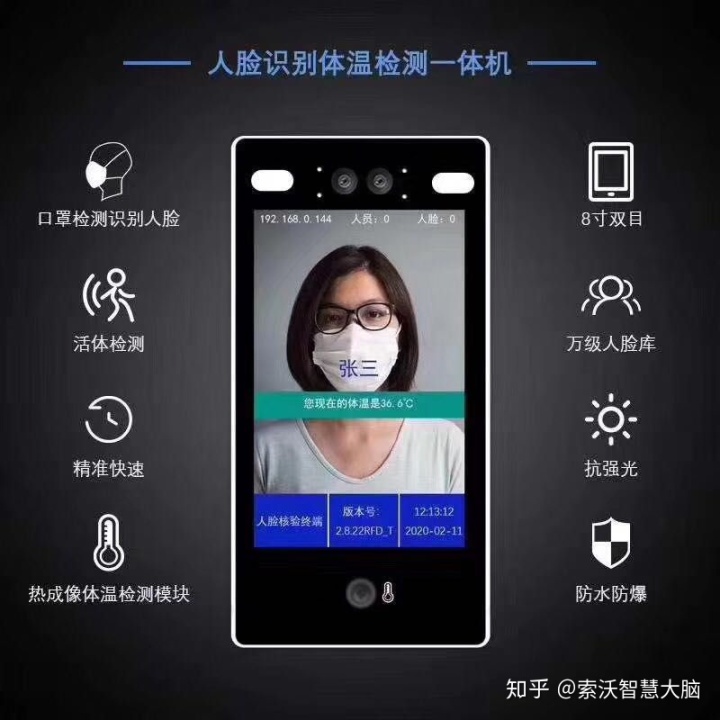 人脸识别体温检测一体机
口罩检测识别人脸
活体检测
精准快速
热成像体温检测模块
192.168.0.144 人员：0 人脸：0
张三
您现在的体温是36.6℃
人脸核验终端
版本号：
2.8.22RFD_T
12:13:12
2020-02-11
8寸双目
万级人脸库
抗强光
防水防爆
知乎 @索沃智慧大脑